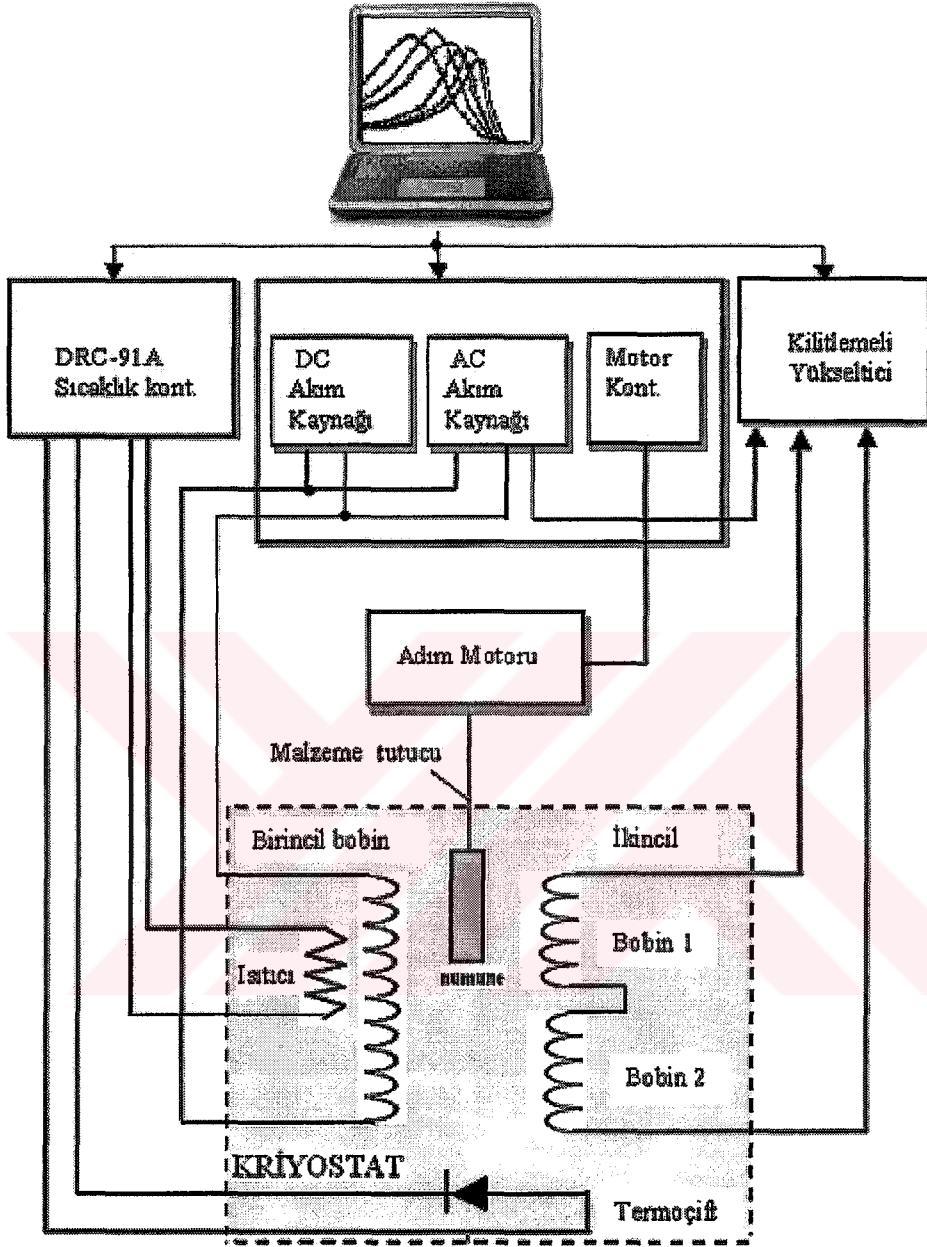 DRC-91A
Sıcaklık kont.
DC
Akım
Kaynağı
AC
Akım
Kaynağı
Motor
Kont.
Kilitlemeli
Yükseltici
Adım Motoru
Malzeme tutucu
Birincil bobin
İkincil
Isıtıcı
numune
Bobin 1
Bobin 2
KRİYOSTAT
Termoçift